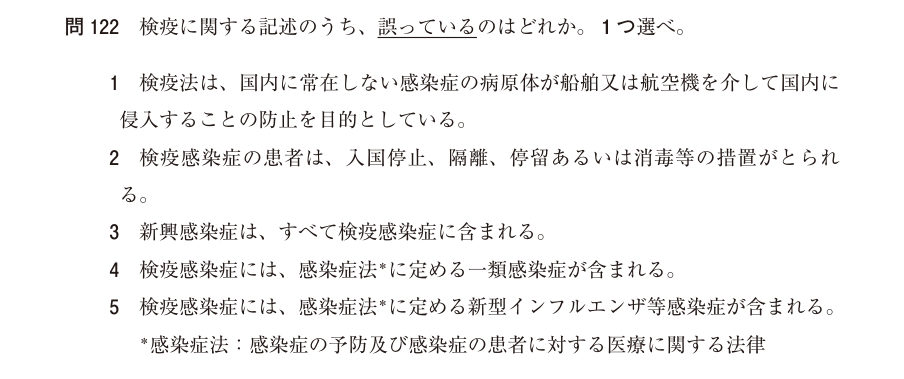 問 122 検疫に関する記述のうち、誤っているのはどれか。1つ選べ。
1 検疫法は、国内に常在しない感染症の病原体が船舶又は航空機を介して国内に
侵入することの防止を目的としている。
2 検疫感染症の患者は、入国停止、隔離、停留あるいは消毒等の措置がとられ
る。
3 新興感染症は、すべて検疫感染症に含まれる。
4 検疫感染症には、感染症法*に定める一類感染症が含まれる。
5 検疫感染症には、感染症法*に定める新型インフルエンザ等感染症が含まれる。
*感染症法：感染症の予防及び感染症の患者に対する医療に関する法律